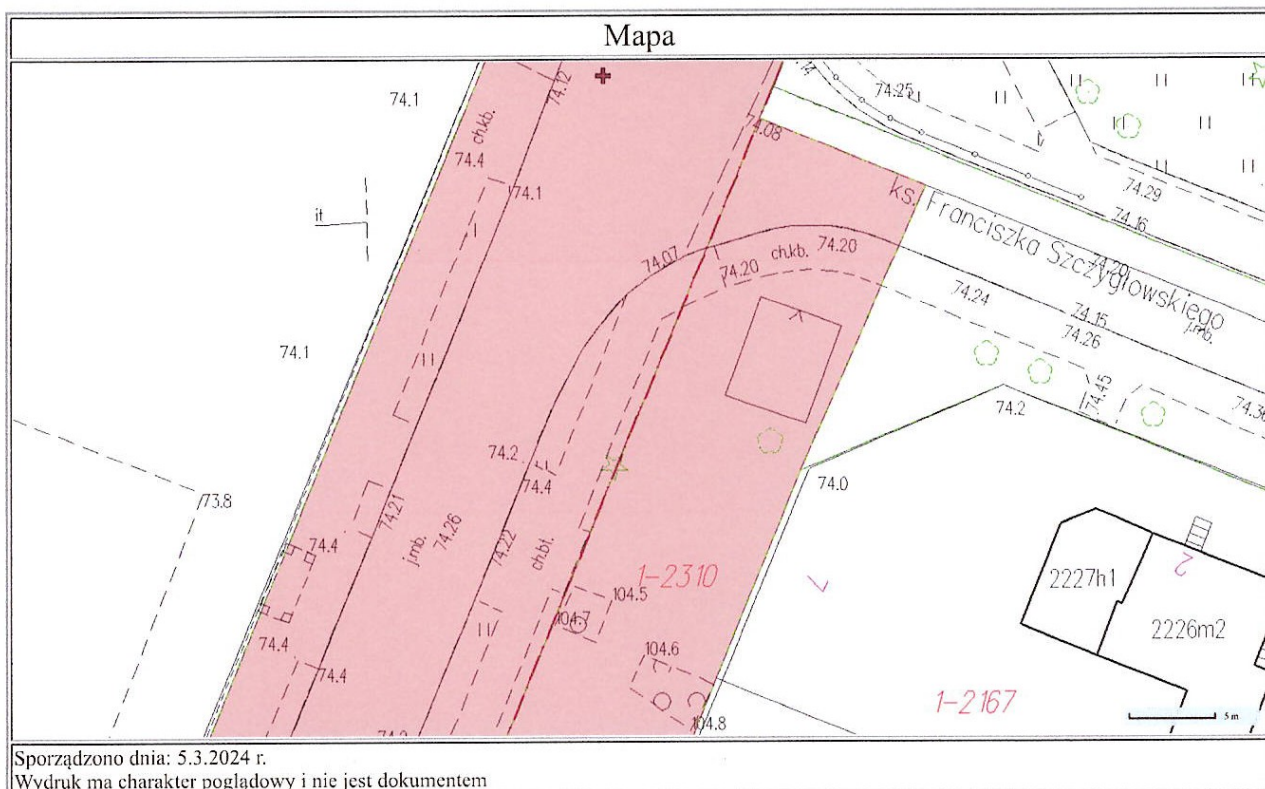 Mapa
74.1
ch.kb.
74.4
74.12
74.1
it
74.1
74.08
74.14
74.25
74.29
74.16
ks. Franciszka Szczygłowskiego
74.20
j.mb.
74.07
74.20
ch.kb.
74.20
74.24
74.15
74.26
74.45
74.36
74.2
74.0
73.8
74.2
74.4
74.21
74.26
j.mb.
74.22
ch.bt.
74.4
74.4
74.4
1-2310
104.5
104.7
104.6
104.8
7
2227h1
2226m2
2
1-2167
5 m
Sporządzono dnia: 5.3.2024 r.
Wydruk ma charakter poglądowy i nie jest dokumentem